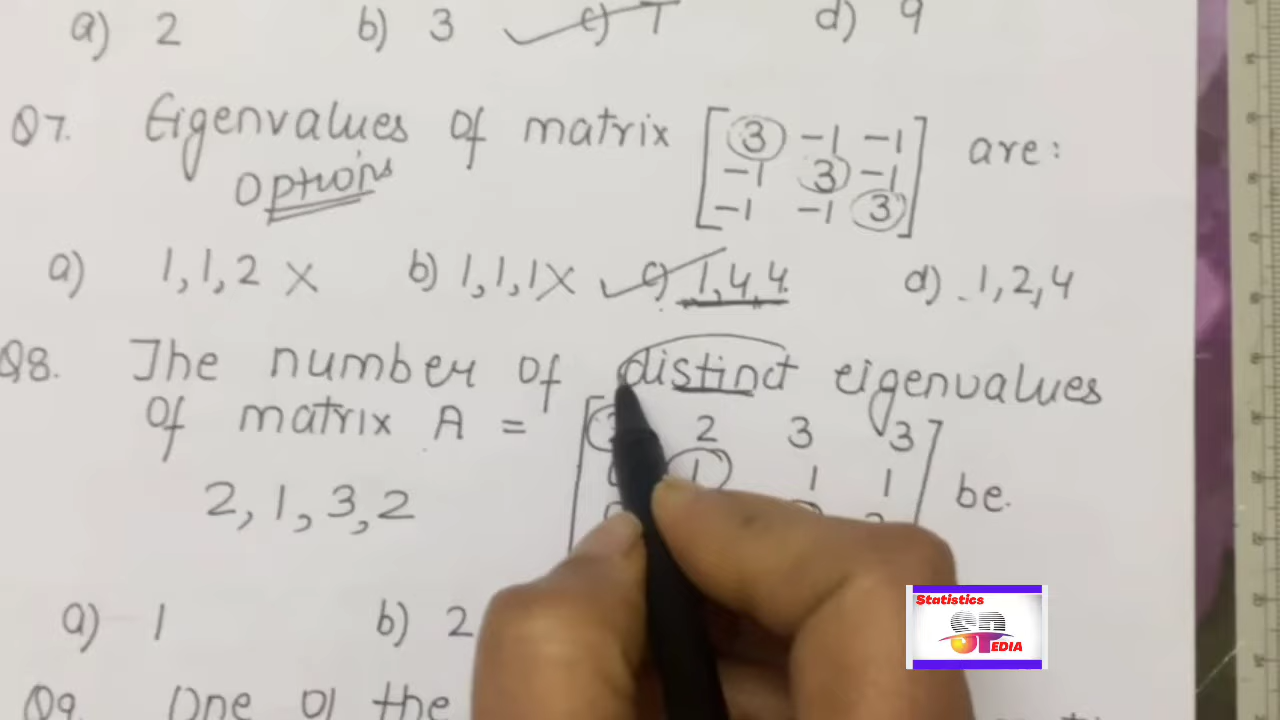 a) 2 b) 3 c) 7 d) 9
Q7. Eigenvalues of matrix [3 -1 -1 are:
-1 3 -1
-1 -1 3]
Options
a) 1,1,2 X b) 1,1,1 X c) 1,4,4 d) 1,2,4
Q8. The number of distinct eigenvalues
of matrix A = [ 2 3 3
1 1 1 ] be.
2, 1, 3, 2
a) 1 b) 2
Q9. One of the
Statistics
EDIA